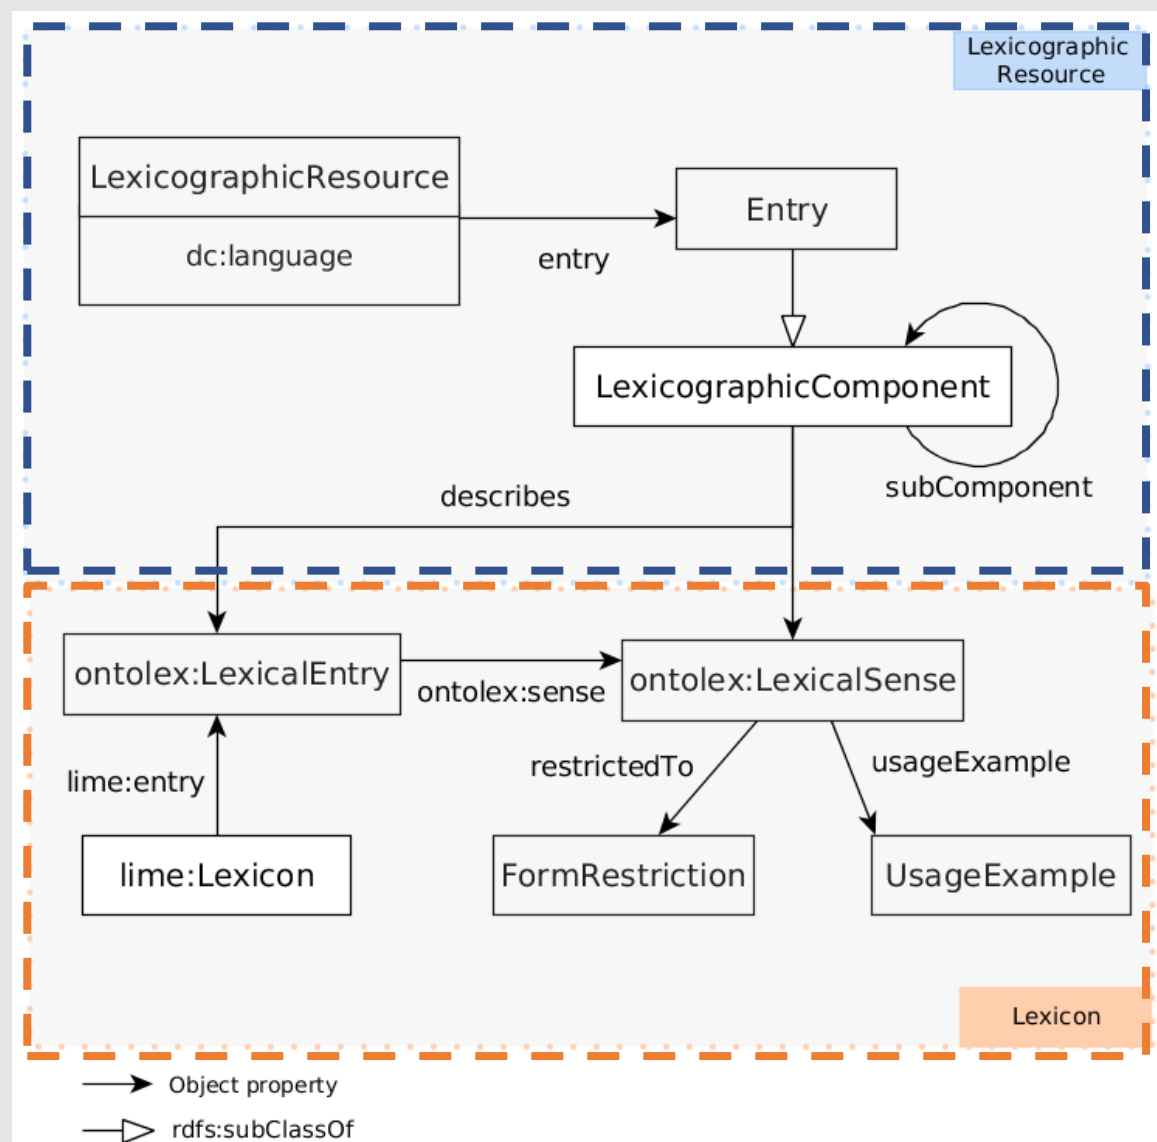 Lexicographic
Resource
LexicographicResource
dc:language
entry
Entry
LexicographicComponent
subComponent
describes
ontolex:LexicalEntry
ontolex:sense
ontolex:LexicalSense
lime:entry
restrictedTo
usageExample
lime:Lexicon
FormRestriction
UsageExample
Lexicon
Object property
rdfs:subClassOf